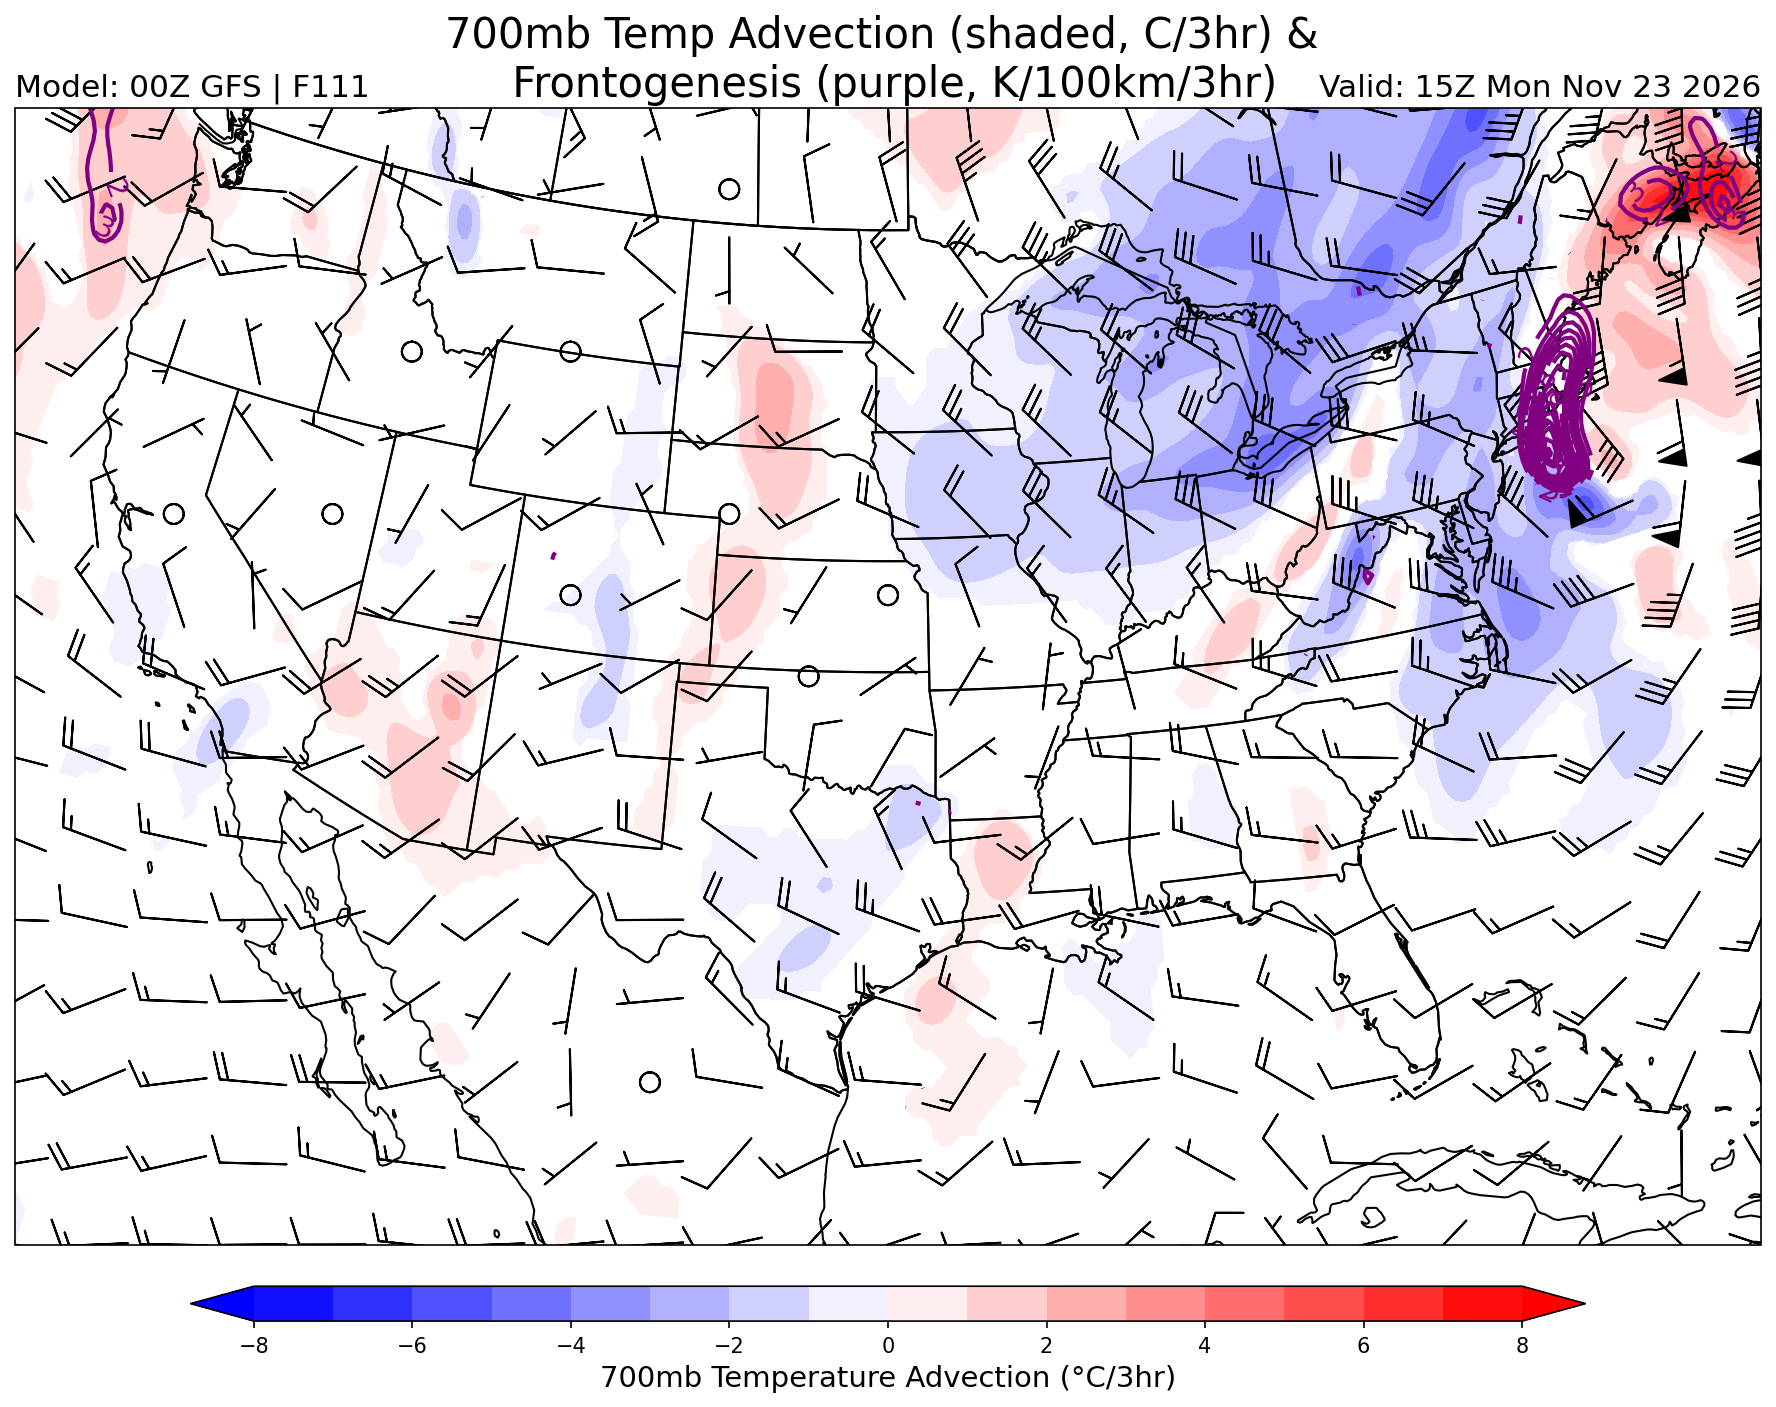 700mb Temp Advection (shaded, C/3hr) &
Model: 00Z GFS | F111 Frontogenesis (purple, K/100km/3hr) Valid: 15Z Mon Nov 23 2026
−8 −6 −4 −2 0 2 4 6 8
700mb Temperature Advection (°C/3hr)